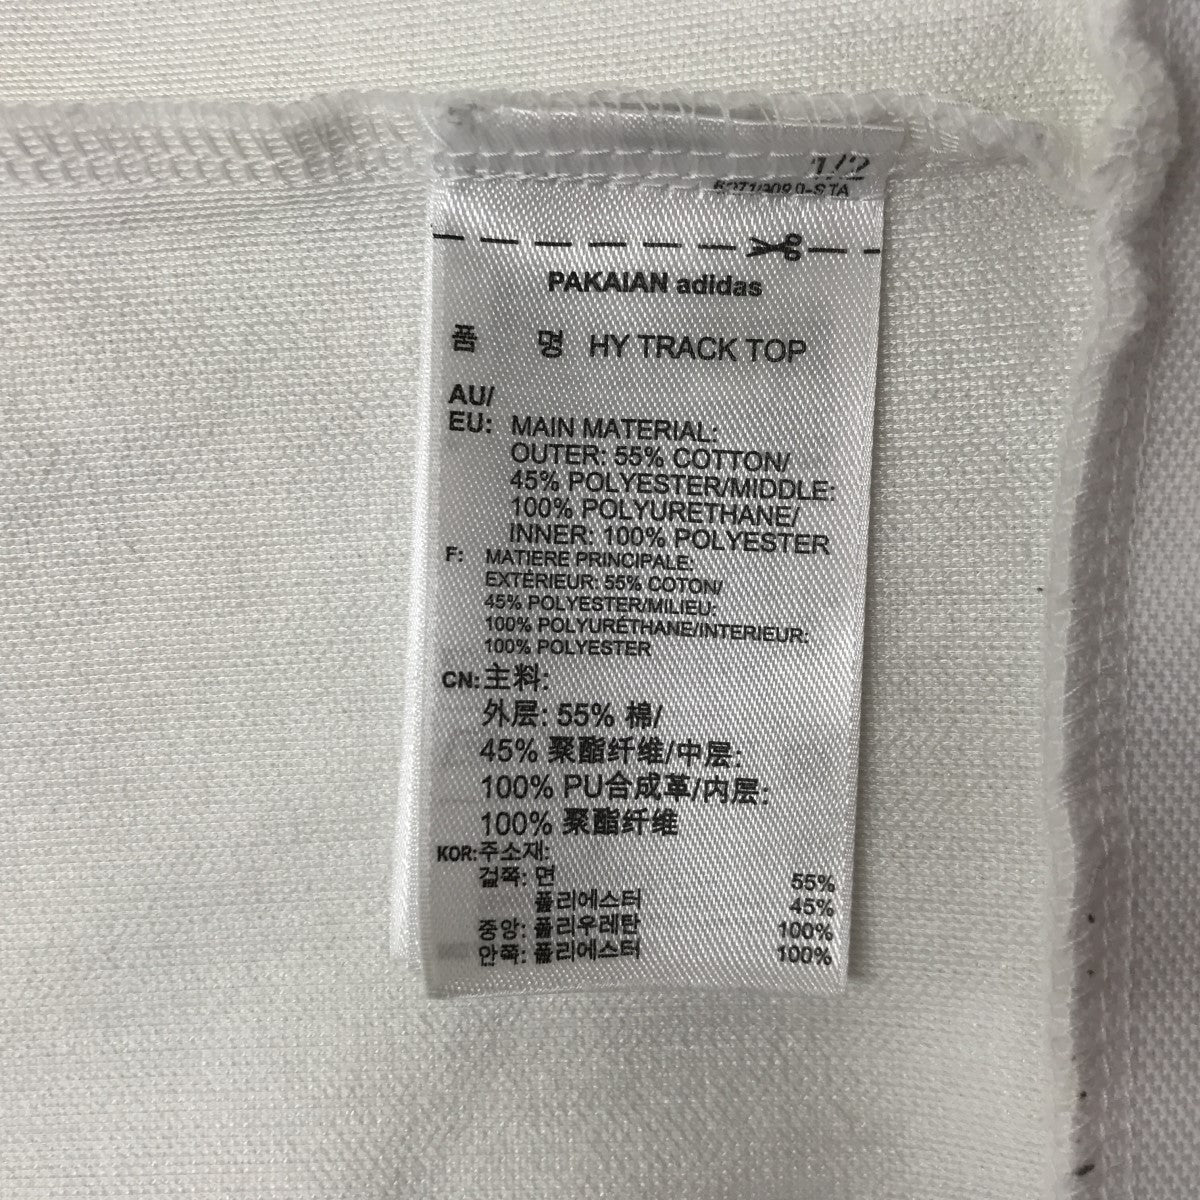 1/2
PAKAIAN adidas
품 명 HY TRACK TOP
AU/
EU: MAIN MATERIAL:
OUTER: 55% COTTON/
45% POLYESTER/MIDDLE:
100% POLYURETHANE/
INNER: 100% POLYESTER
F: MATIERE PRINCIPALE:
EXTÉRIEUR: 55% COTON/
45% POLYESTER/MILIEU:
100% POLYURÉTHANE/INTERIEUR:
100% POLYESTER
CN: 主料:
外层: 55% 棉/
45% 聚酯纤维/中层:
100% PU合成革/内层:
100% 聚酯纤维
KOR: 주소재:
겉쪽: 면 55%
폴리에스터 45%
중앙: 폴리우레탄 100%
안쪽: 폴리에스터 100%